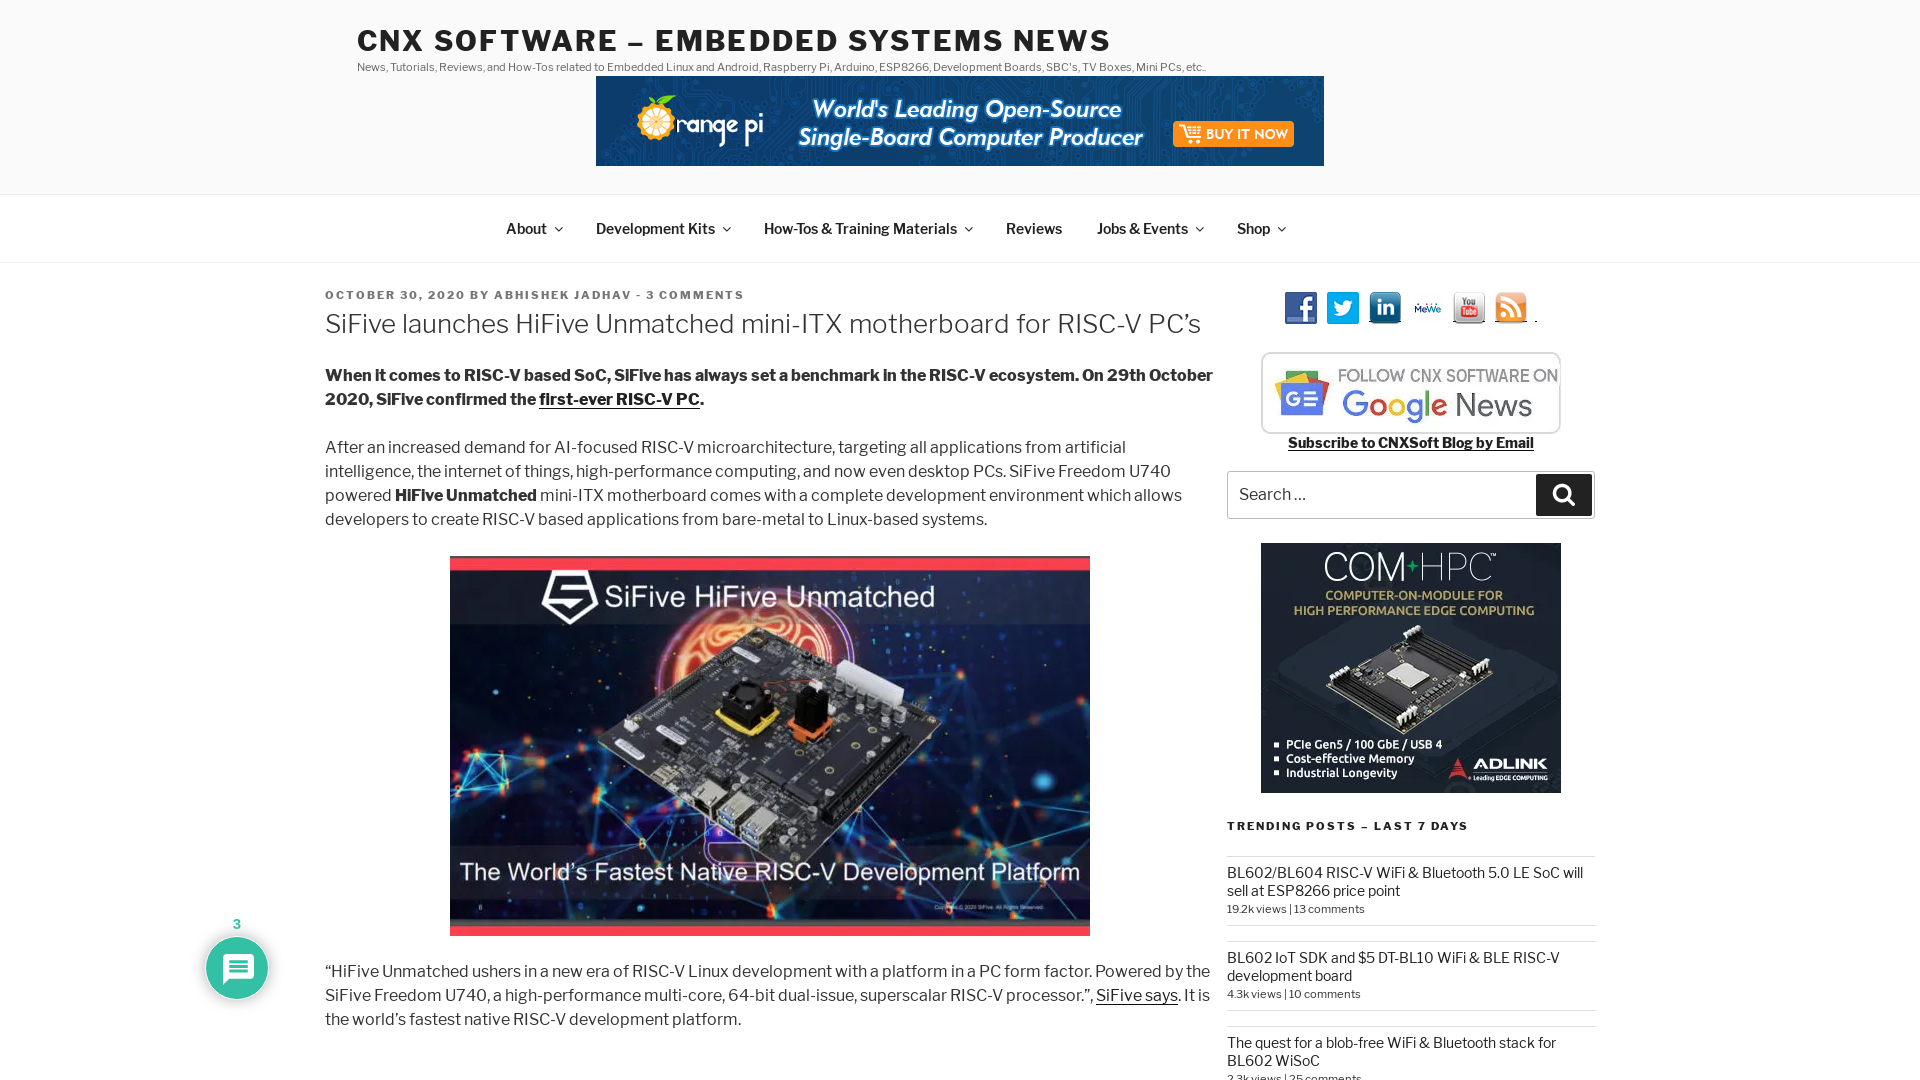 CNX SOFTWARE – EMBEDDED SYSTEMS NEWS
News, Tutorials, Reviews, and How-Tos related to Embedded Linux and Android, Raspberry Pi, Arduino, ESP8266, Development Boards, SBC's, TV Boxes, Mini PCs, etc..
range pi
World's Leading Open-Source
Single-Board Computer Producer
BUY IT NOW
About
Development Kits
How-Tos & Training Materials
Reviews
Jobs & Events
Shop
OCTOBER 30, 2020 BY ABHISHEK JADHAV - 3 COMMENTS
SiFive launches HiFive Unmatched mini-ITX motherboard for RISC-V PC’s
When it comes to RISC-V based SoC, SiFive has always set a benchmark in the RISC-V ecosystem. On 29th October
2020, SiFive confirmed the first-ever RISC-V PC.
After an increased demand for AI-focused RISC-V microarchitecture, targeting all applications from artificial
intelligence, the internet of things, high-performance computing, and now even desktop PCs. SiFive Freedom U740
powered HiFive Unmatched mini-ITX motherboard comes with a complete development environment which allows
developers to create RISC-V based applications from bare-metal to Linux-based systems.
SiFive HiFive Unmatched
The World’s Fastest Native RISC-V Development Platform
6
Copyright © 2020 SiFive. All Rights Reserved.
“HiFive Unmatched ushers in a new era of RISC-V Linux development with a platform in a PC form factor. Powered by the
SiFive Freedom U740, a high-performance multi-core, 64-bit dual-issue, superscalar RISC-V processor.”, SiFive says. It is
the world’s fastest native RISC-V development platform.
3
in
MeWe
You
Tube
FOLLOW CNX SOFTWARE ON
GE
Google News
Subscribe to CNXSoft Blog by Email
Search …
COM HPC™
COMPUTER-ON-MODULE FOR
HIGH PERFORMANCE EDGE COMPUTING
PCIe Gen5 / 100 GbE / USB 4
Cost-effective Memory
Industrial Longevity
ADLINK
Leading EDGE COMPUTING
TRENDING POSTS – LAST 7 DAYS
BL602/BL604 RISC-V WiFi & Bluetooth 5.0 LE SoC will
sell at ESP8266 price point
19.2k views | 13 comments
BL602 IoT SDK and $5 DT-BL10 WiFi & BLE RISC-V
development board
4.3k views | 10 comments
The quest for a blob-free WiFi & Bluetooth stack for
BL602 WiSoC
2.3k views | 25 comments